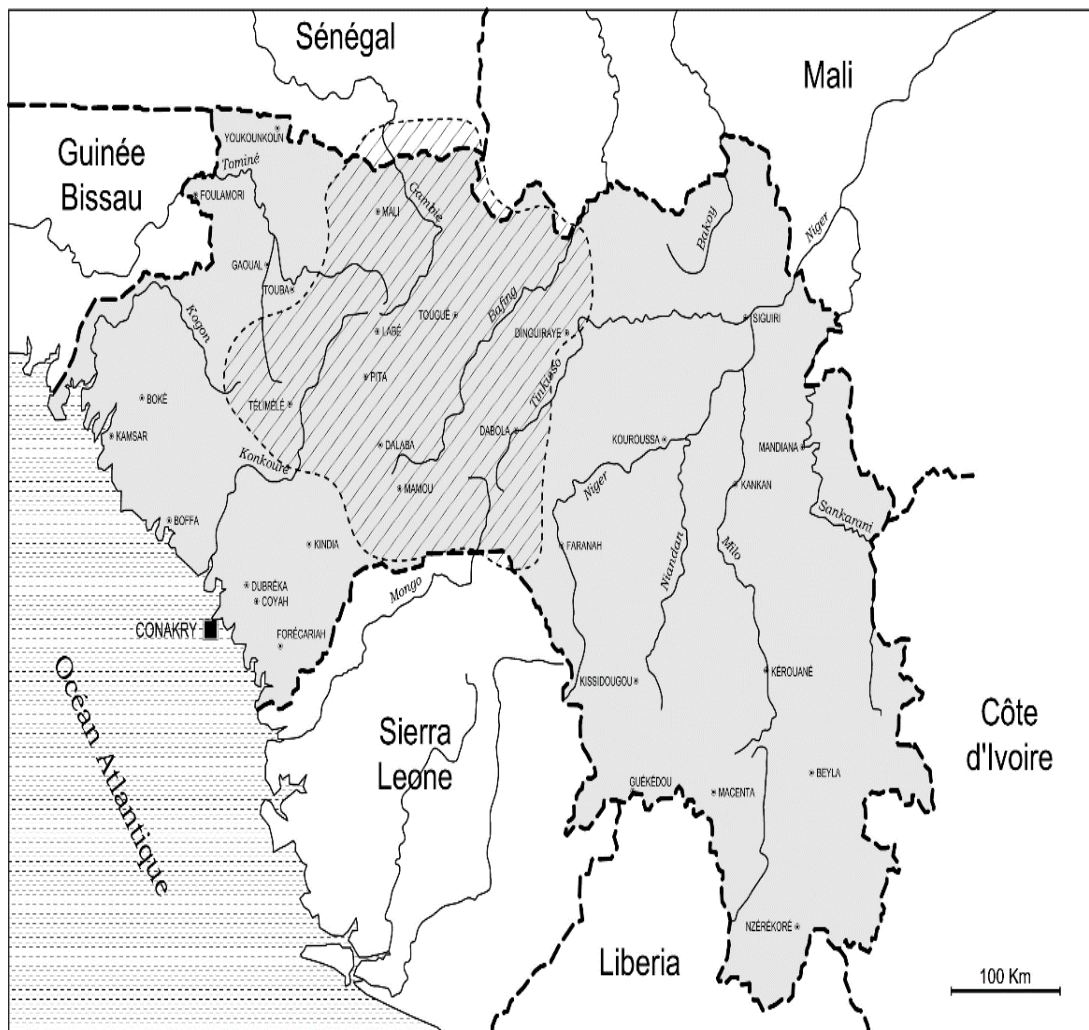 Sénégal
Mali
Guinée
Bissau
YOUKOUNKOUN
Tominé
FOULAMORI
Gambie
MALI
Bakoy
Niger
GAOUAL
TOUBA
Kogon
TOUGUÉ
Bafing
LABÉ
DINGUIRAYE
SIGUIRI
PITA
Tinkisso
BOKÉ
TÉLIMÉLÉ
KAMSAR
DABOLA
DALABA
KOUROUSSA
MANDIANA
Konkouré
Niger
KANKAN
MAMOU
Sankarani
BOFFA
KINDIA
FARANAH
Niandan
Milo
Mongo
DUBRÉKA
COYAH
CONAKRY
FORÉCARIAH
Océan Atlantique
KISSIDOUGOU
KÉROUANÉ
Sierra
Leone
Côte
d'Ivoire
GUÉKÉDOU
MACENTA
BEYLA
NZÉRÉKORÉ
Liberia
100 Km